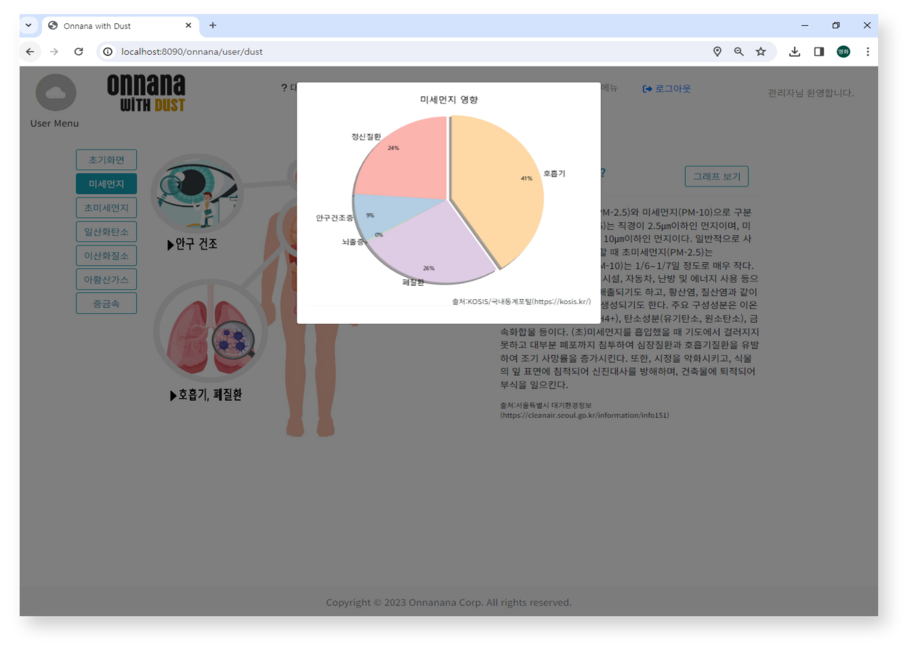 Onnana with Dust
localhost:8090/onnana/user/dust
영화
onnana
WiTH DUST
User Menu
? 대
메뉴
로그아웃
관리자님 환영합니다.
초기화면
미세먼지
초미세먼지
일산화탄소
이산화질소
아황산가스
중금속
▶안구 건조
▶호흡기, 폐질환
미세먼지 영향
정신질환
24%
호흡기
41%
안구건조증
9%
뇌졸중
0%
26%
폐질환
출처:KOSIS/국내통계포털(https://kosis.kr/)
?
그래프 보기
PM-2.5)와 미세먼지(PM-10)으로 구분
)는 직경이 2.5μm이하인 먼지이며, 미
10μm이하인 먼지이다. 일반적으로 사
할 때 초미세먼지(PM-2.5)는
M-10)는 1/6~1/7일 정도로 매우 작다.
시설, 자동차, 난방 및 에너지 사용 등으
배출되기도 하고, 황산염, 질산염과 같이
생성되기도 한다. 주요 구성성분은 이온
H4+), 탄소성분(유기탄소, 원소탄소), 금
속화합물 등이다. (초)미세먼지를 흡입했을 때 기도에서 걸러지지
못하고 대부분 폐포까지 침투하여 심장질환과 호흡기질환을 유발
하여 조기 사망률을 증가시킨다. 또한, 시정을 악화시키고, 식물
의 잎 표면에 침적되어 신진대사를 방해하며, 건축물에 퇴적되어
부식을 일으킨다.
출처:서울특별시 대기환경정보
(https://cleanair.seoul.go.kr/information/info151)
Copyright © 2023 Onnanana Corp. All rights reserved.